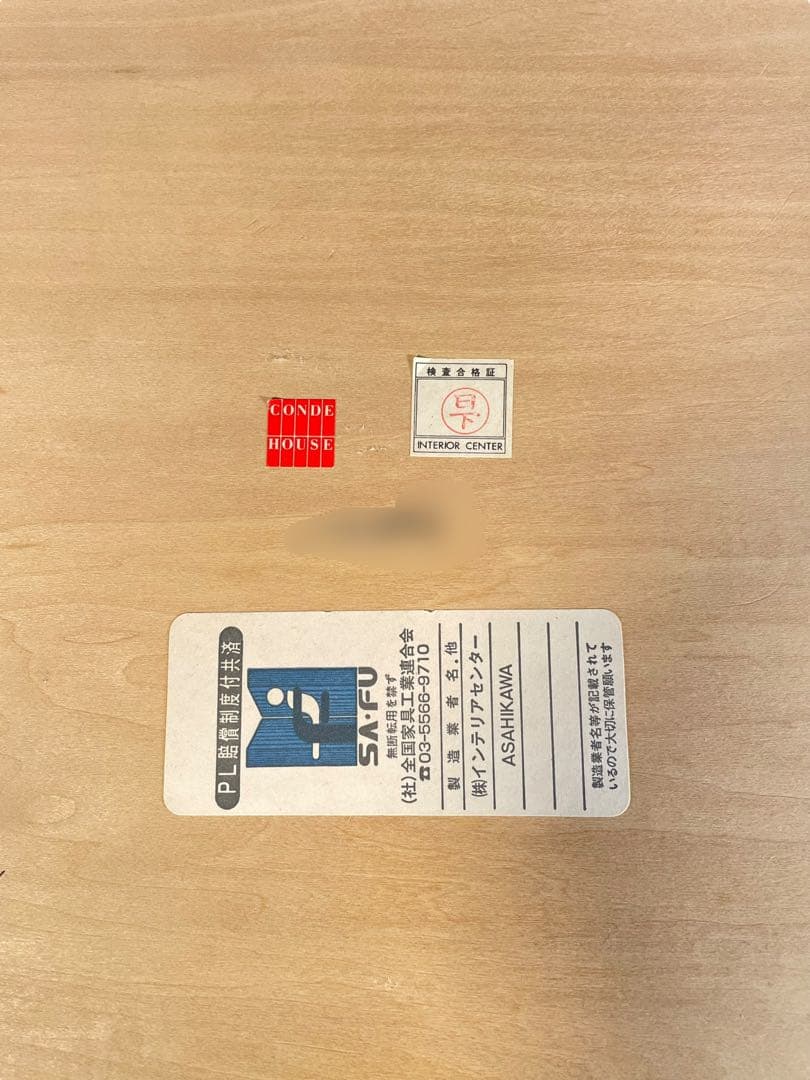 CONDE
HOUSE
検査合格証
INTERIOR CENTER
PL賠償制度付共済
SA・FU
無断転用を禁ず
(社)全国家具工業連合会
☎03-5566-9710
製造業者名・他
(株)インテリアセンター
ASAHIKAWA
製造業者名等が記載されて
いるので大切に保管願います